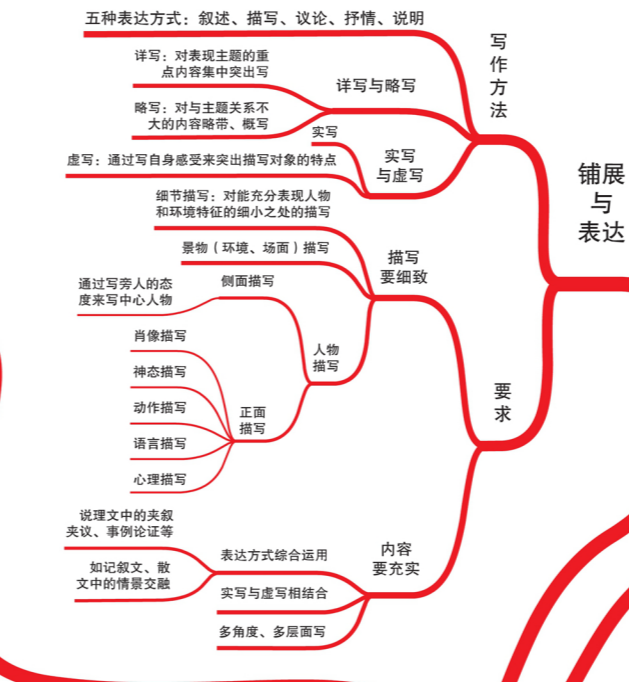 五种表达方式：叙述、描写、议论、抒情、说明
写作方法
详写：对表现主题的重
点内容集中突出写
详写与略写
略写：对与主题关系不
大的内容略带、概写
实写
虚写：通过写自身感受来突出描写对象的特点
实写
与虚写
铺展
与
表达
细节描写：对能充分表现人物
和环境特征的细小之处的描写
景物（环境、场面）描写
描写
要细致
侧面描写
通过写旁人的态
度来写中心人物
人物
描写
肖像描写
神态描写
动作描写
语言描写
心理描写
正面
描写
要求
说理文中的夹叙
夹议、事例论证等
表达方式综合运用
如记叙文、散
文中的情景交融
内容
要充实
实写与虚写相结合
多角度、多层面写